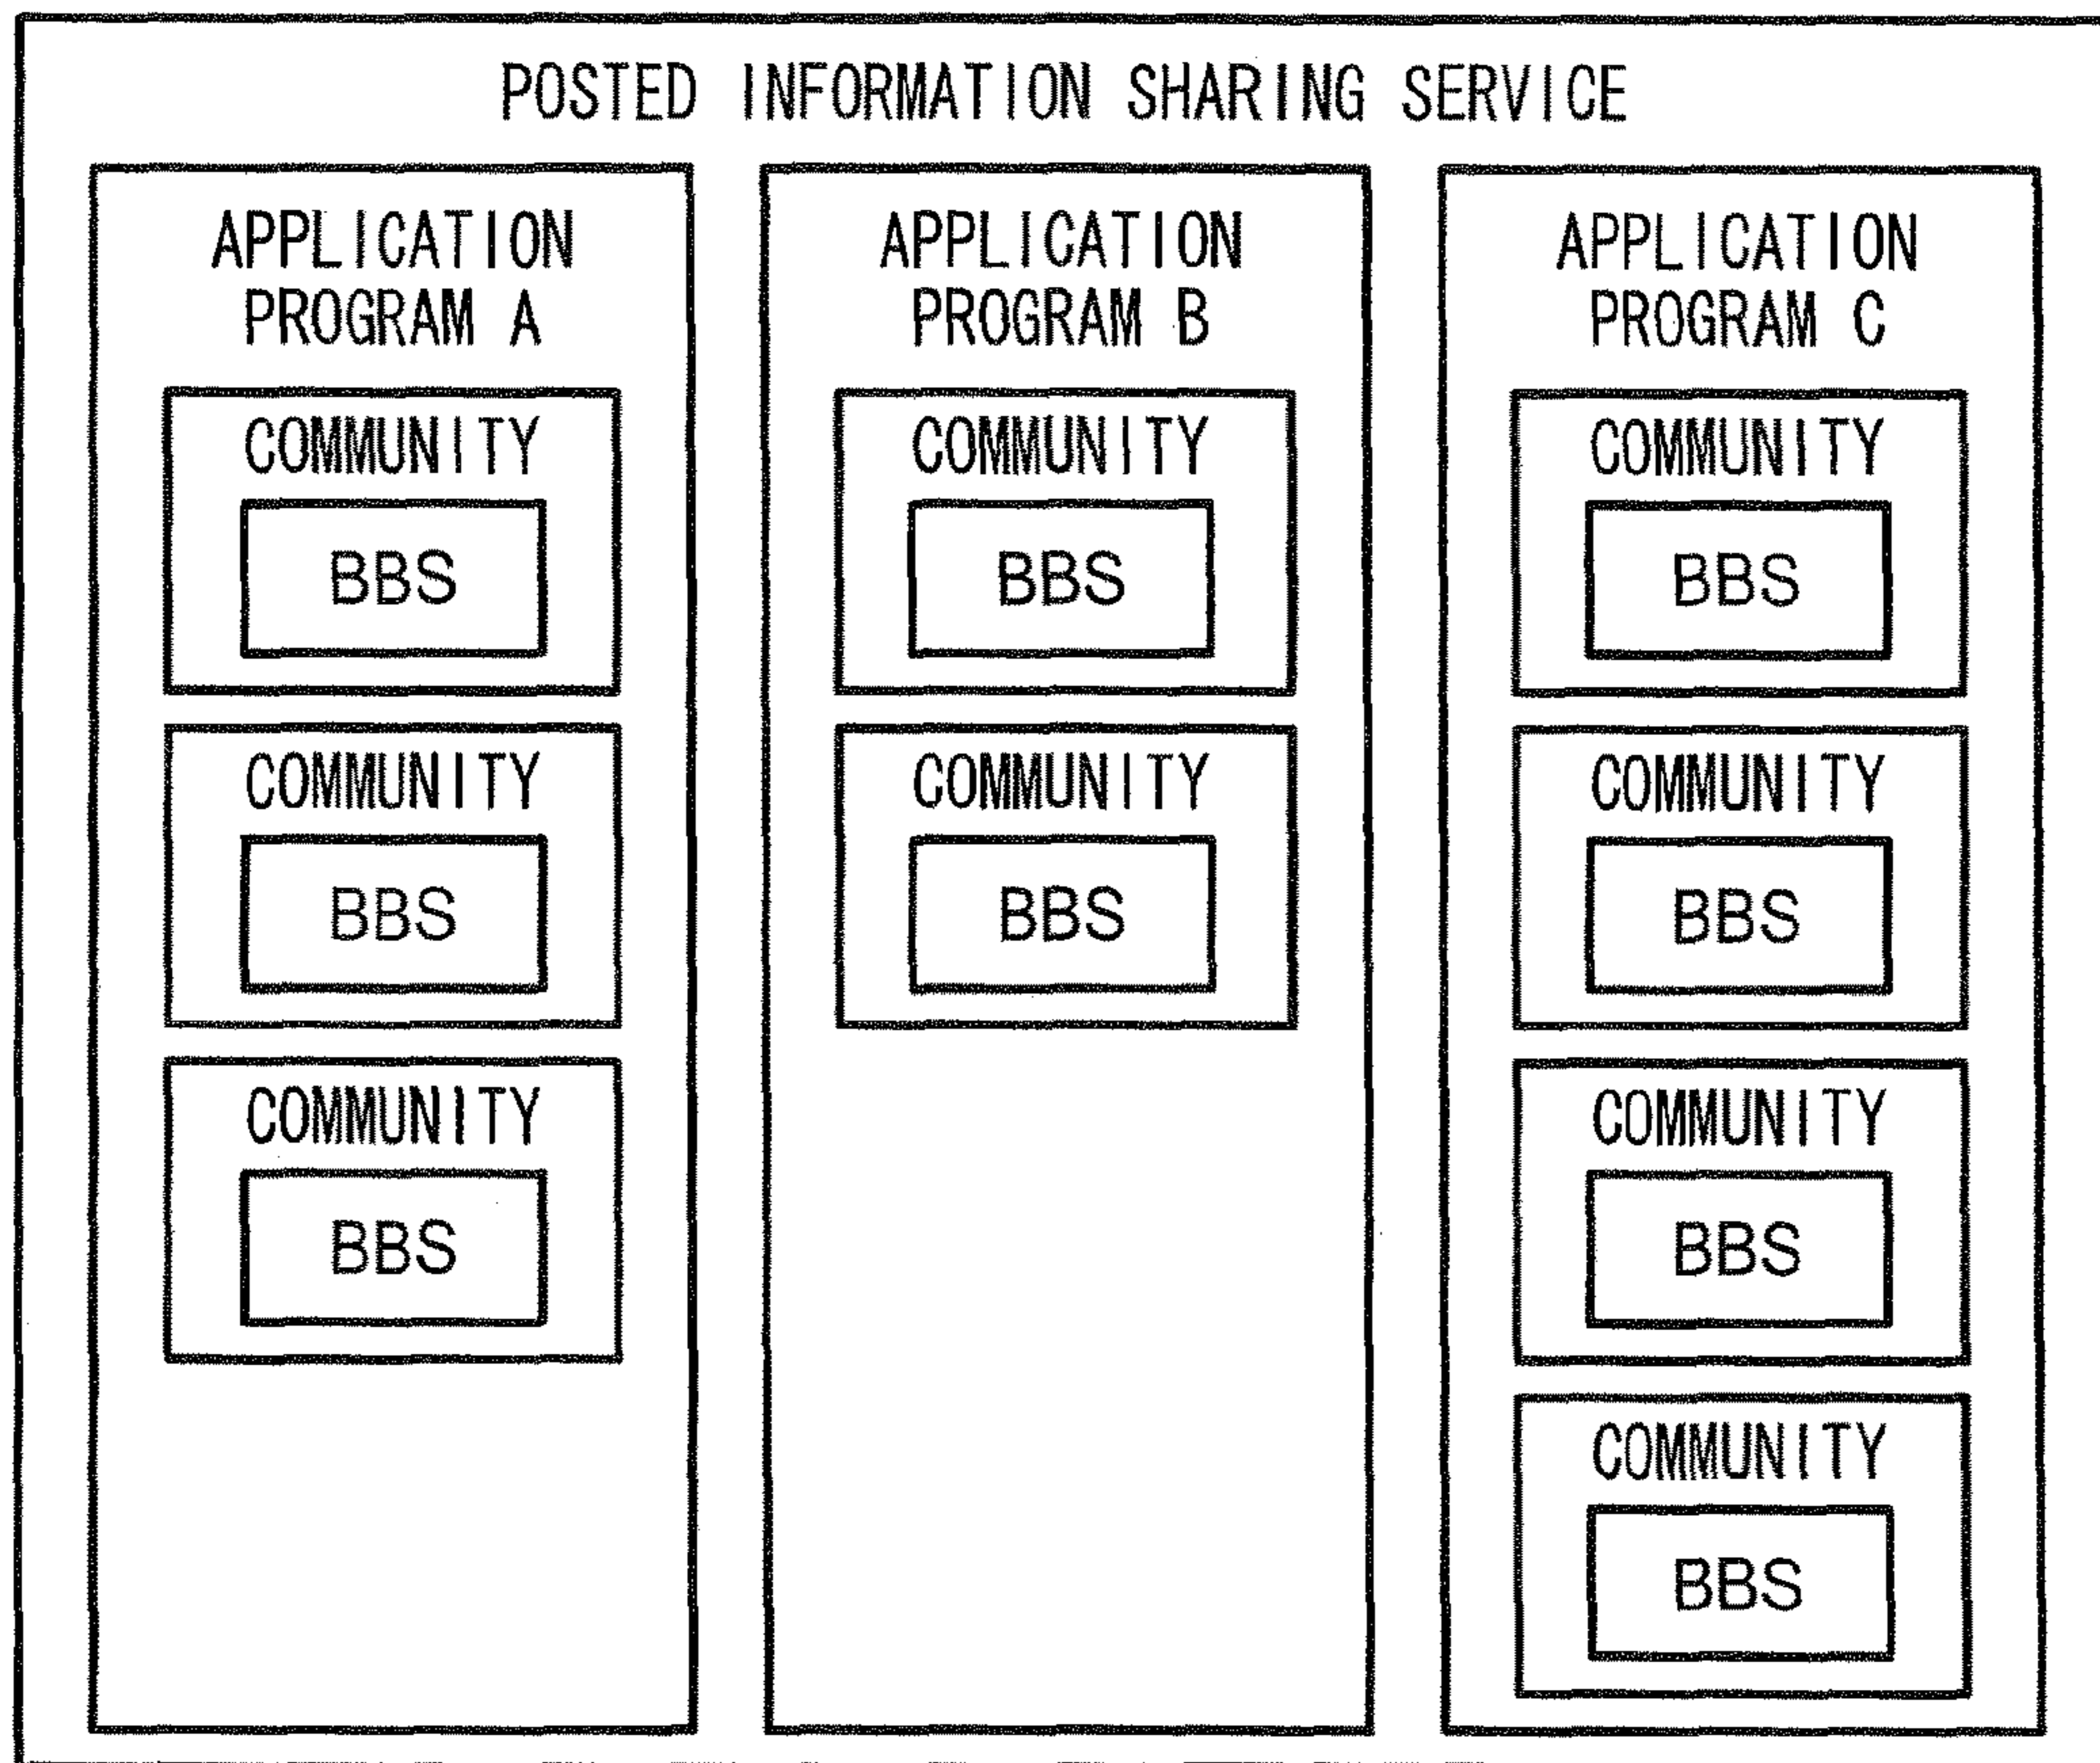 POSTED INFORMATION SHARING SERVICE
APPLICATION
PROGRAM A
COMMUNITY
BBS
COMMUNITY
BBS
COMMUNITY
BBS
APPLICATION
PROGRAM B
COMMUNITY
BBS
COMMUNITY
BBS
APPLICATION
PROGRAM C
COMMUNITY
BBS
COMMUNITY
BBS
COMMUNITY
BBS
COMMUNITY
BBS